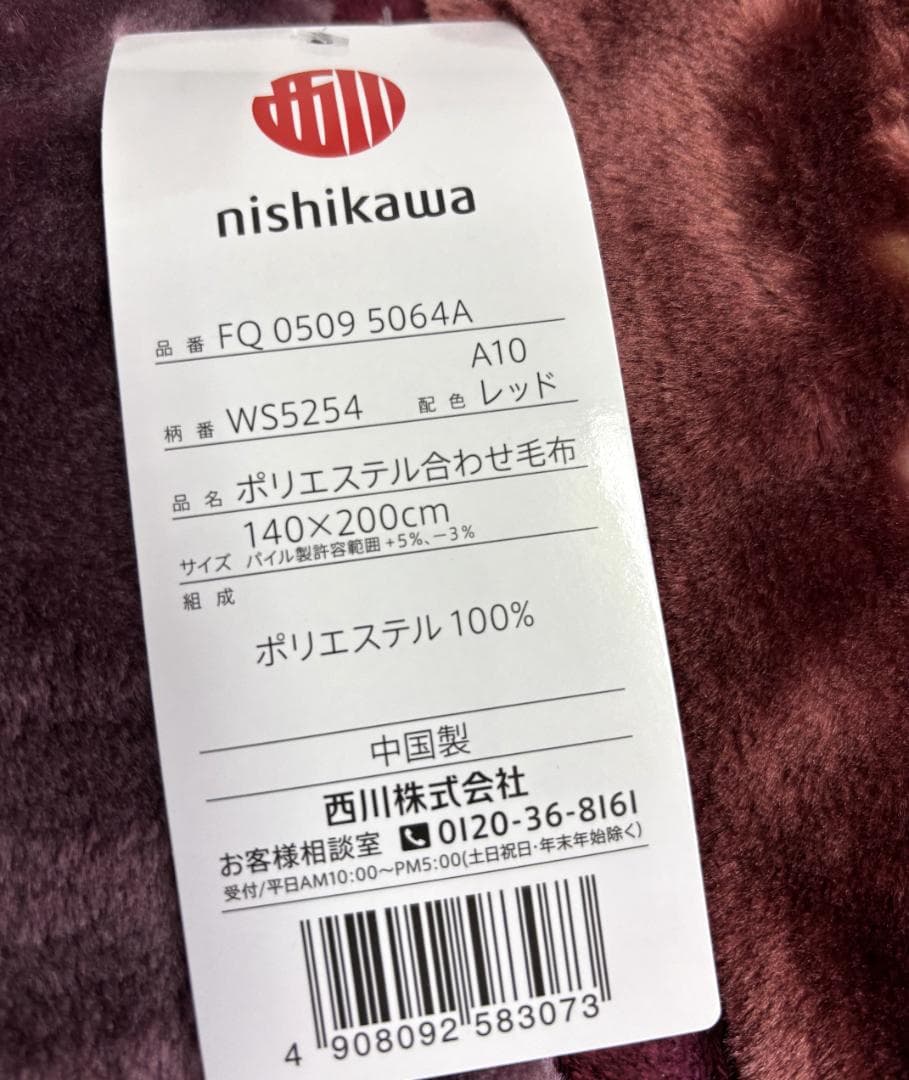 西川
nishikawa
品番 FQ 0509 5064A
A10
柄番 WS5254 配色 レッド
品名 ポリエステル合わせ毛布
140×200cm
サイズ パイル製許容範囲 +5%、-3%
組成
ポリエステル 100%
中国製
西川株式会社
お客様相談室 0120-36-8161
受付/平日AM10:00~PM5:00(土日祝日・年末年始除く)
4 908092 583073